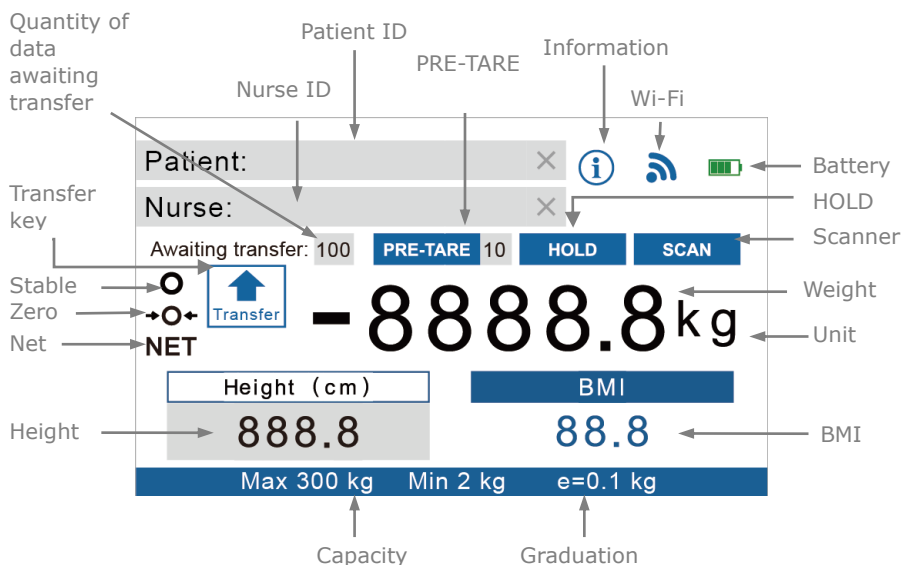 Quantity of
data
awaiting
transfer
Patient ID
Nurse ID
PRE-TARE
Information
Wi-Fi
Patient: ×
Battery
Transfer
key
Nurse: ×
HOLD
Awaiting transfer: 100 PRE-TARE 10 HOLD SCAN
Scanner
Stable
Zero
Net
Transfer
NET
-8888.8kg
Weight
Unit
Height (cm)
BMI
Height
888.8
88.8
BMI
Max 300 kg Min 2 kg e=0.1 kg
Capacity
Graduation